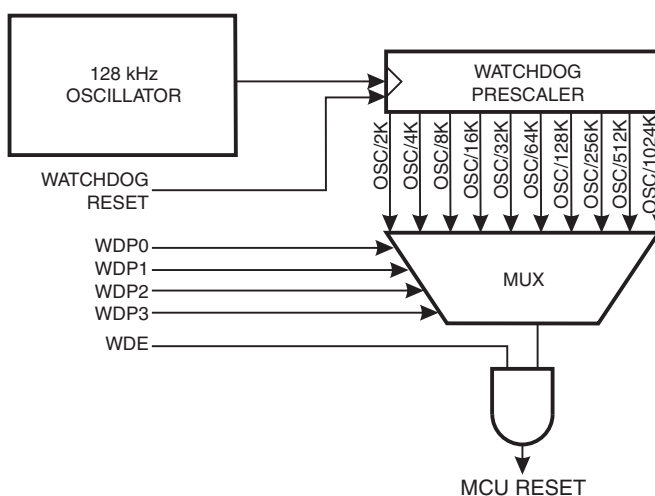 128 kHz
OSCILLATOR
WATCHDOG
PRESCALER
OSC/2K
OSC/4K
OSC/8K
OSC/16K
OSC/32K
OSC/64K
OSC/128K
OSC/256K
OSC/512K
OSC/1024K
WATCHDOG
RESET
WDP0
WDP1
WDP2
WDP3
WDE
MUX
MCU RESET